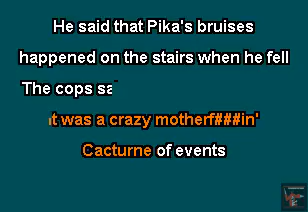 He said that Pika's bruises
happened on the stairs when he fell
The cops
it was a crazy motherf###in'
Cacturne of events